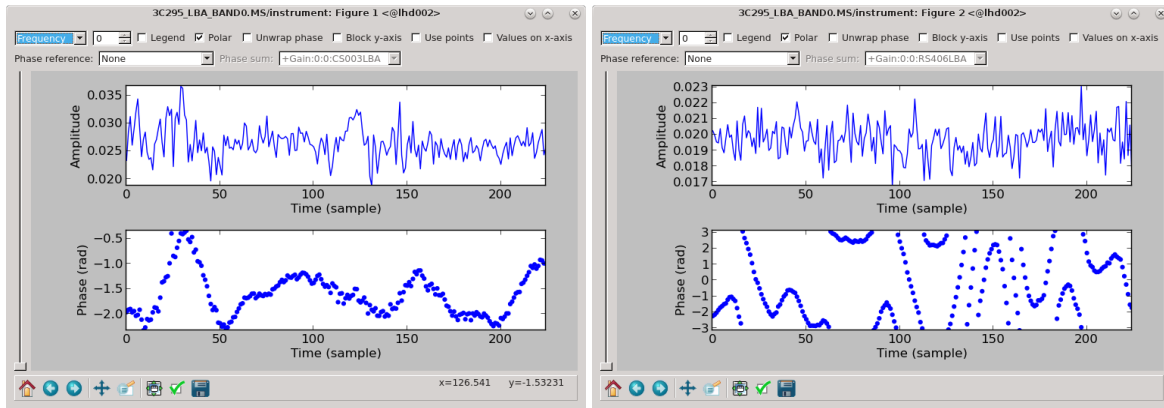 3C295_LBA_BAND0.MS/instrument: Figure 1 <@lhd002>
Frequency 0 Legend Polar Unwrap phase Block y-axis Use points Values on x-axis
Phase reference: None Phase sum: +Gain:0:0:CS003LBA
Amplitude
0.035
0.030
0.025
0.020
0 50 100 150 200
Time (sample)
Phase (rad)
−0.5
−1.0
−1.5
−2.0
0 50 100 150 200
Time (sample)
x=126.541 y=-1.53231
3C295_LBA_BAND0.MS/instrument: Figure 2 <@lhd002>
Frequency 0 Legend Polar Unwrap phase Block y-axis Use points Values on x-axis
Phase reference: None Phase sum: +Gain:0:0:RS406LBA
Amplitude
0.023
0.022
0.021
0.020
0.019
0.018
0.017
0 50 100 150 200
Time (sample)
Phase (rad)
3
2
1
0
−1
−2
−3
0 50 100 150 200
Time (sample)